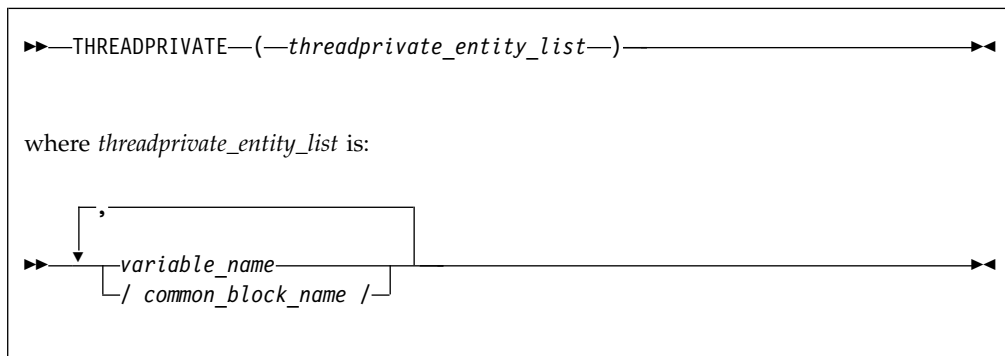 THREADPRIVATE ( threadprivate_entity_list )
where threadprivate_entity_list is:
,
variable_name
/ common_block_name /